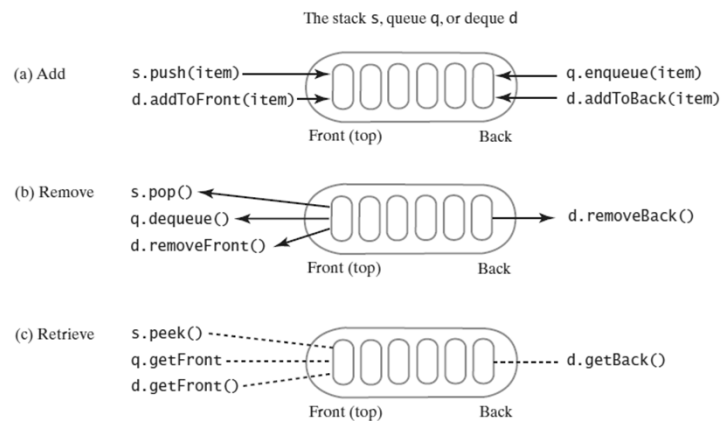 The stack s, queue q, or deque d
(a) Add
s.push(item)
d.addToFront(item)
q.enqueue(item)
d.addToBack(item)
Front (top)
Back
(b) Remove
s.pop()
q.dequeue()
d.removeFront()
d.removeBack()
Front (top)
Back
(c) Retrieve
s.peek()
q.getFront
d.getFront()
d.getBack()
Front (top)
Back